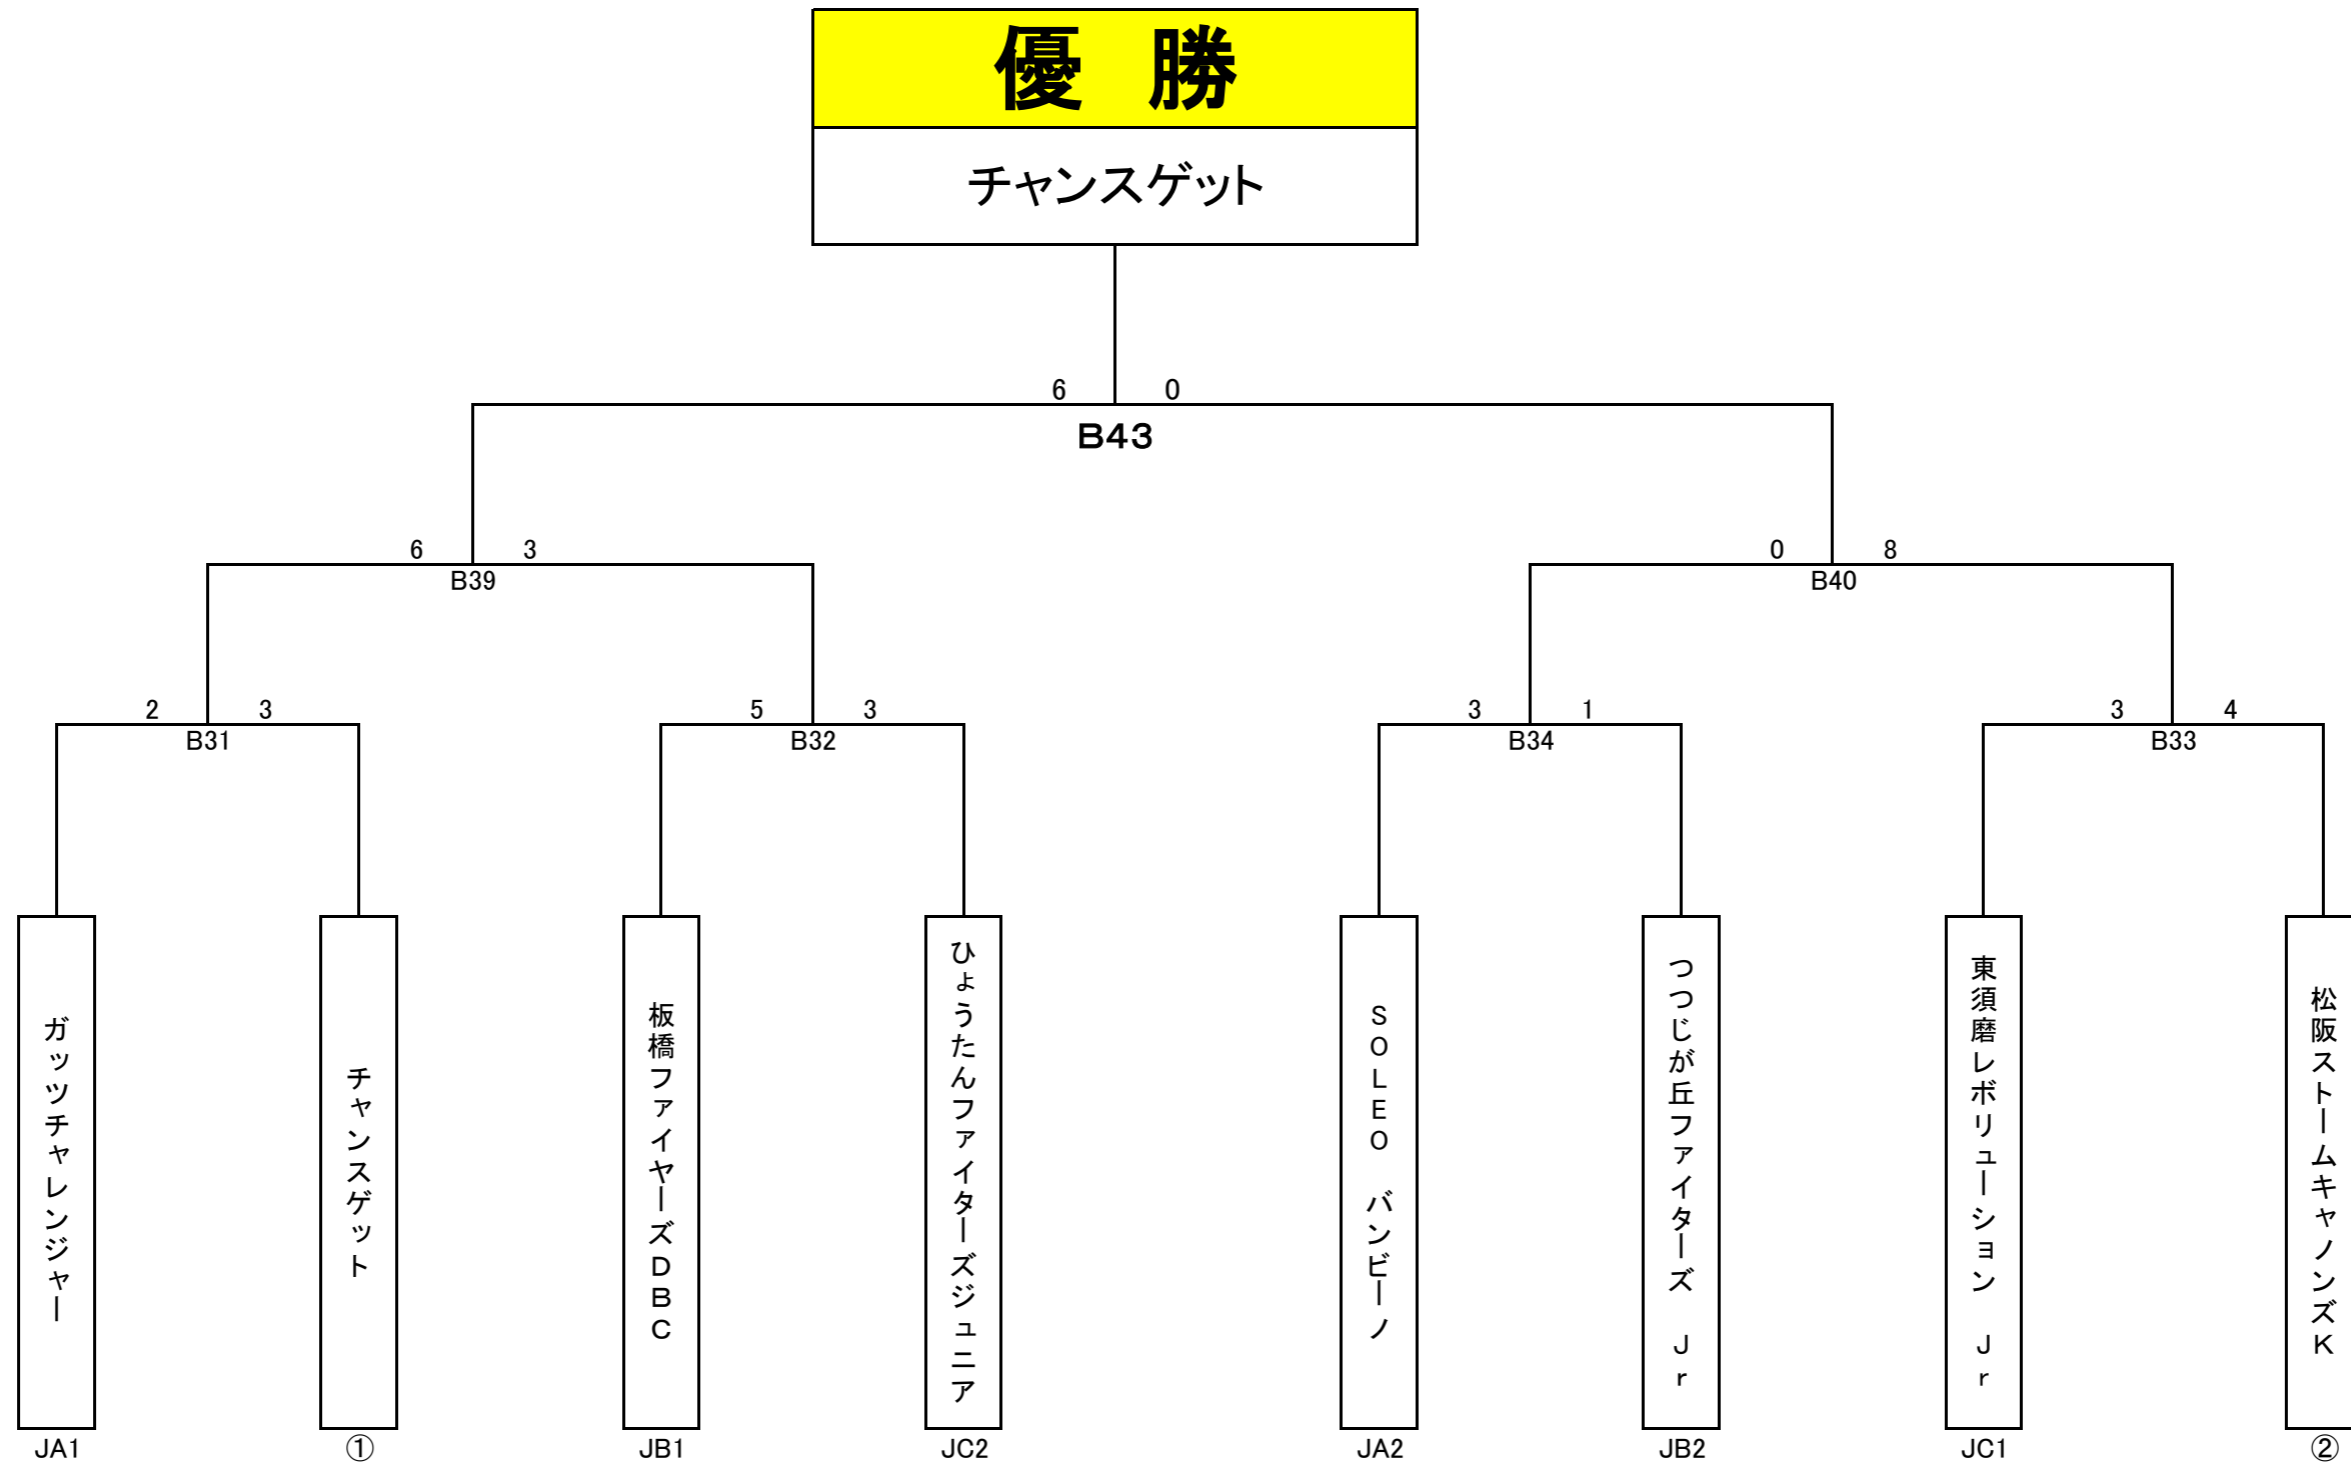 優　勝
チャンスゲット
6 0
B43
6 3 0 8
B39 B40
2 3 5 3 3 1 3 4
B31 B32 B34 B33
ガッツチャレンジャー
チャンスゲット
板橋ファイヤーズDBC
ひょうたんファイターズジュニア
SOLEO　バンビーノ
つつじが丘ファイターズ　Jr
東須磨レボリューション　Jr
松阪ストームキャノンズK
JA1 ① JB1 JC2 JA2 JB2 JC1 ②